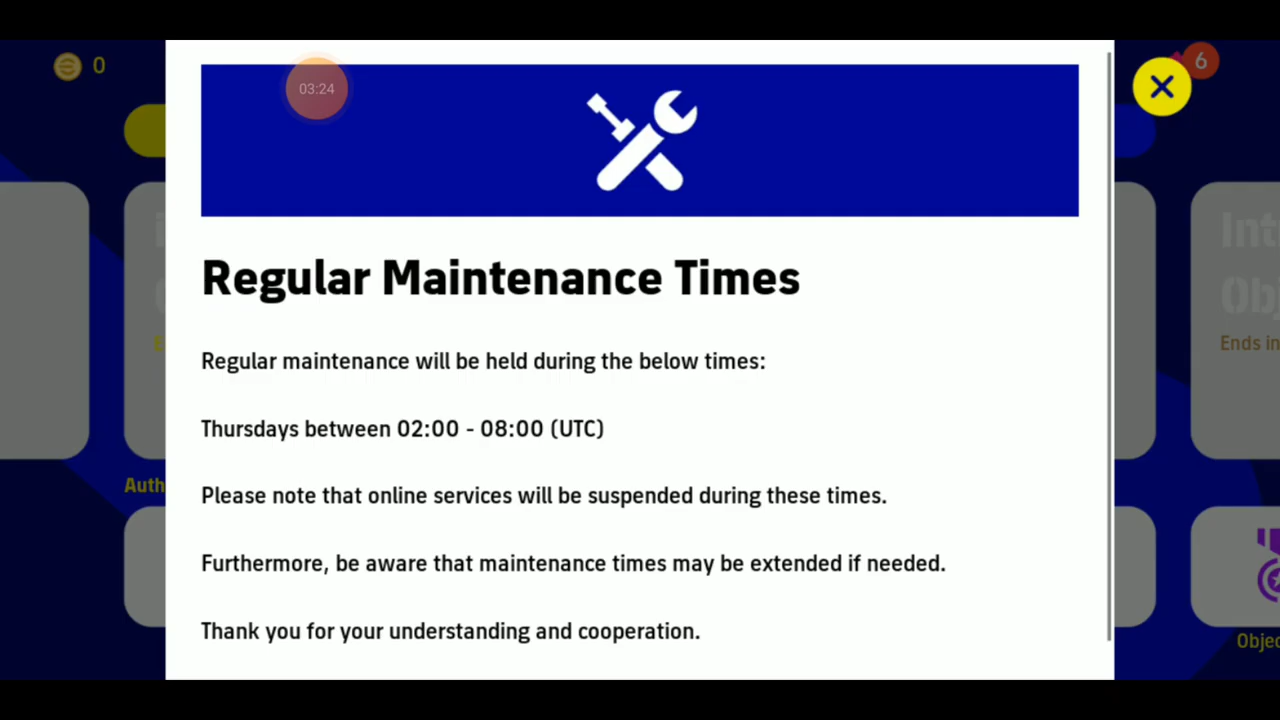 0
03:24
6
Regular Maintenance Times
Regular maintenance will be held during the below times:
Thursdays between 02:00 - 08:00 (UTC)
Please note that online services will be suspended during these times.
Furthermore, be aware that maintenance times may be extended if needed.
Thank you for your understanding and cooperation.
Ends in